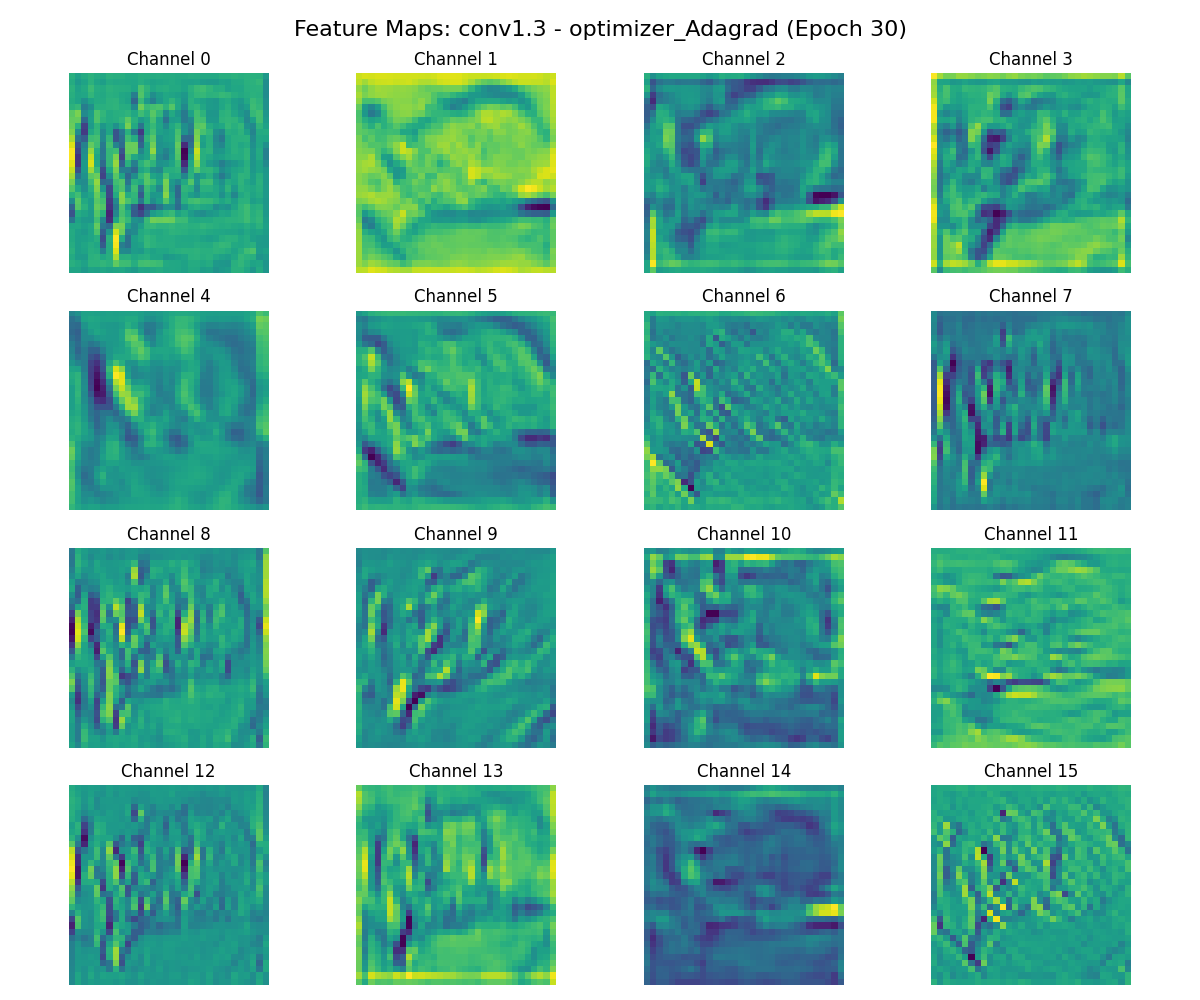 Feature Maps: conv1.3 - optimizer_Adagrad (Epoch 30)
Channel 0 Channel 1 Channel 2 Channel 3
Channel 4 Channel 5 Channel 6 Channel 7
Channel 8 Channel 9 Channel 10 Channel 11
Channel 12 Channel 13 Channel 14 Channel 15